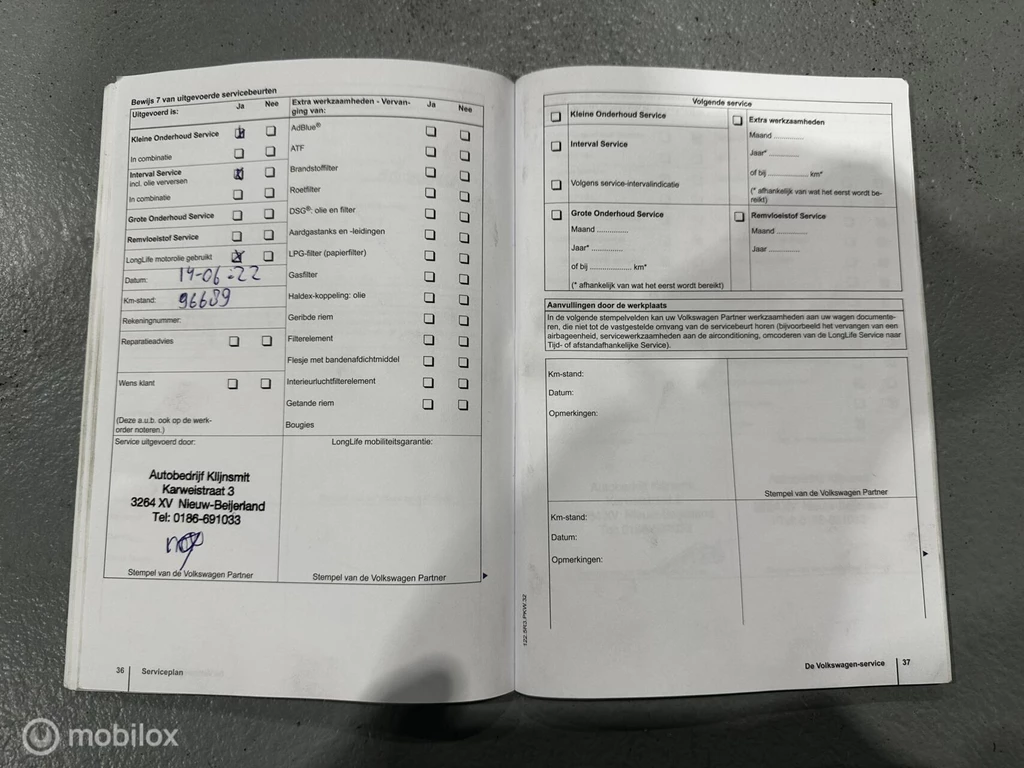 Bewijs 7 van uitgevoerde servicebeurten
Uitgevoerd is: Ja Nee
Kleine Onderhoud Service
In combinatie
Interval Service
Incl. olie verversen
In combinatie
Grote Onderhoud Service
Remvloeistof Service
LongLife motorolie gebruikt
Datum: 14-06-22
Km-stand: 96689
Rekeningnummer:
Reparatieadvies
Wens klant
(Deze a.u.b. ook op de werk-
order noteren.)
Service uitgevoerd door:
Autobedrijf Klijnsmit
Karweistraat 3
3264 XV Nieuw-Beijerland
Tel: 0186-691033
Stempel van de Volkswagen Partner
Extra werkzaamheden - Vervan-
ging van: Ja Nee
AdBlue®
ATF
Brandstoffilter
Roetfilter
DSG®: olie en filter
Aardgastanks en -leidingen
LPG-filter (papierfilter)
Gasfilter
Haldex-koppeling: olie
Geribde riem
Filterelement
Flesje met bandenafdichtmiddel
Interieurluchtfilterelement
Getande riem
Bougies
LongLife mobiliteitsgarantie:
Stempel van de Volkswagen Partner
36 Serviceplan
Volgende service
Kleine Onderhoud Service
Interval Service
Volgens service-intervalindicatie
Grote Onderhoud Service
Maand ..............
Jaar* ..............
of bij .................. km*
(* afhankelijk van wat het eerst wordt bereikt)
Extra werkzaamheden
Maand .............
Jaar* .............
of bij ................. km*
(* afhankelijk van wat het eerst wordt be-
reikt)
Remvloeistof Service
Maand .............
Jaar .............
Aanvullingen door de werkplaats
In de volgende stempelvelden kan uw Volkswagen Partner werkzaamheden aan uw wagen documente-
ren, die niet tot de vastgestelde omvang van de servicebeurt horen (bijvoorbeeld het vervangen van een
airbageenheid, servicewerkzaamheden aan de airconditioning, omcoderen van de LongLife Service naar
Tijd- of afstandafhankelijke Service).
Km-stand:
Datum:
Opmerkingen:
Stempel van de Volkswagen Partner
Km-stand:
Datum:
Opmerkingen:
122.5R3.PKW.32
De Volkswagen-service 37
mobilox